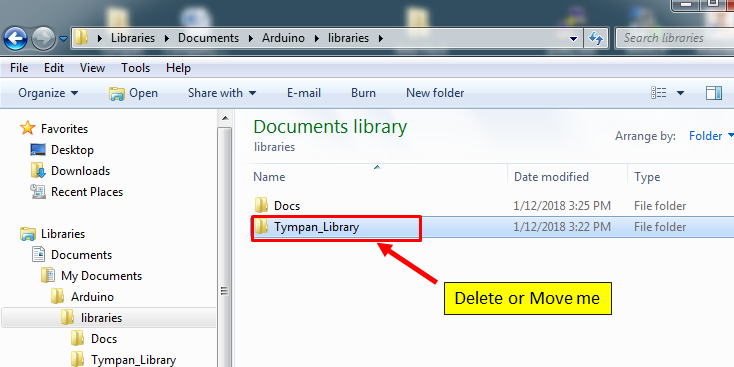 Libraries Documents Arduino libraries
Search libraries
File Edit View Tools Help
Organize Open Share with E-mail Burn New folder
Favorites
Desktop
Downloads
Recent Places
Libraries
Documents
My Documents
Arduino
libraries
Docs
Tympan_Library
Documents library
libraries
Arrange by: Folder
Name Date modified Type
Docs 1/12/2018 3:25 PM File folder
Tympan_Library 1/12/2018 3:22 PM File folder
Delete or Move me